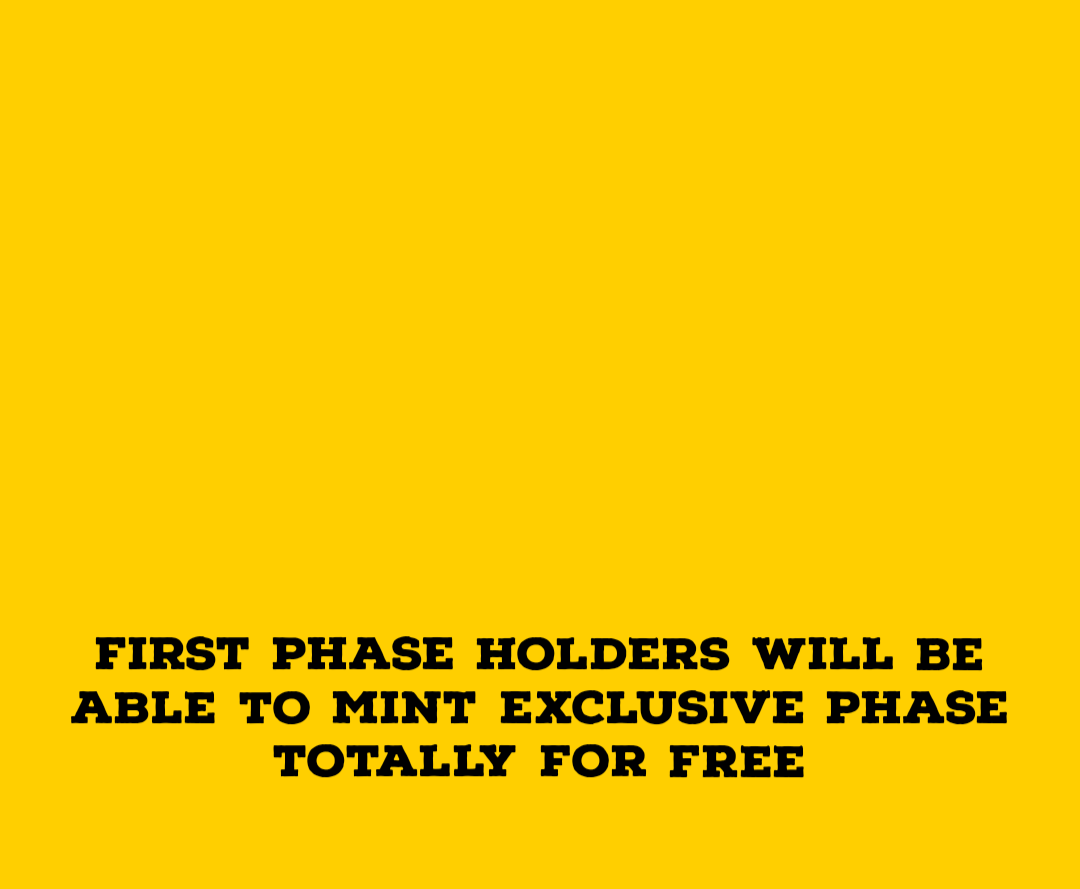 FIRST PHASE HOLDERS WILL BE
ABLE TO MINT EXCLUSIVE PHASE
TOTALLY FOR FREE